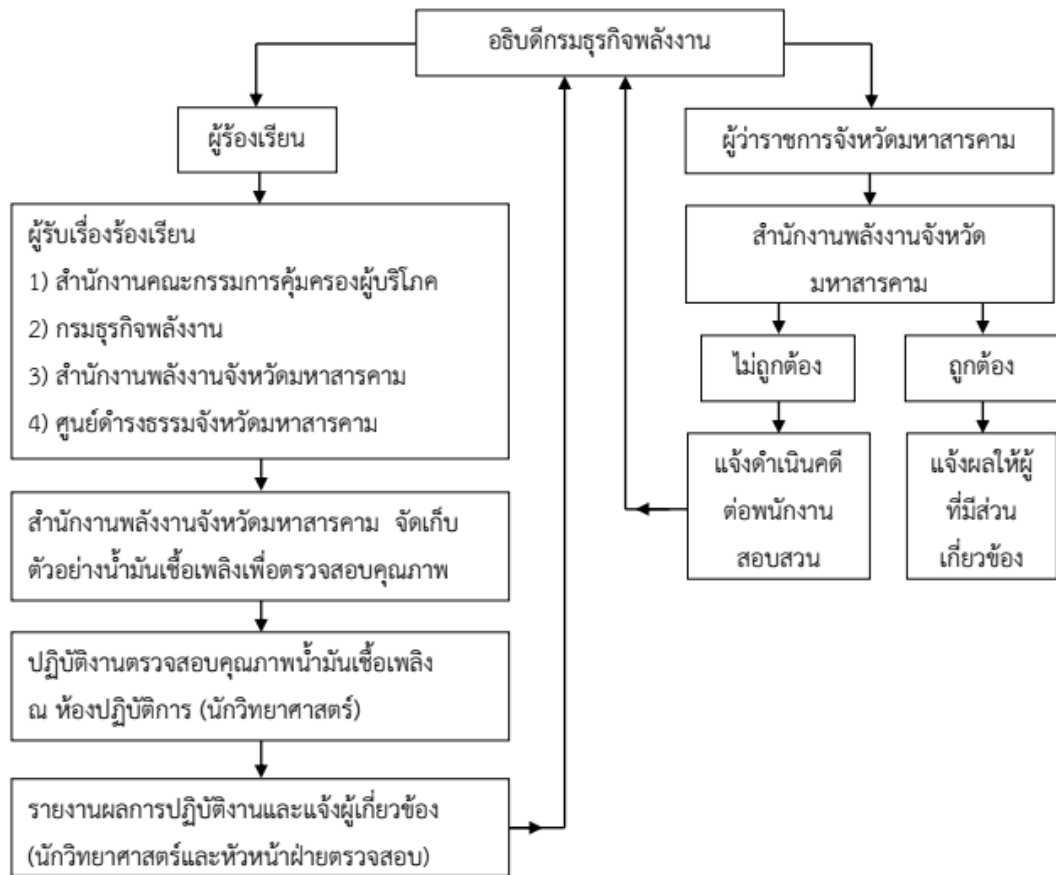 อธิบดีกรมธุรกิจพลังงาน
ผู้ร้องเรียน
ผู้รับเรื่องร้องเรียน
1) สำนักงานคณะกรรมการคุ้มครองผู้บริโภค
2) กรมธุรกิจพลังงาน
3) สำนักงานพลังงานจังหวัดมหาสารคาม
4) ศูนย์ดำรงธรรมจังหวัดมหาสารคาม
สำนักงานพลังงานจังหวัดมหาสารคาม จัดเก็บ
ตัวอย่างน้ำมันเชื้อเพลิงเพื่อตรวจสอบคุณภาพ
ปฏิบัติงานตรวจสอบคุณภาพน้ำมันเชื้อเพลิง
ณ ห้องปฏิบัติการ (นักวิทยาศาสตร์)
รายงานผลการปฏิบัติงานและแจ้งผู้เกี่ยวข้อง
(นักวิทยาศาสตร์และหัวหน้าฝ่ายตรวจสอบ)
ผู้ว่าราชการจังหวัดมหาสารคาม
สำนักงานพลังงานจังหวัด
มหาสารคาม
ไม่ถูกต้อง
แจ้งดำเนินคดี
ต่อพนักงาน
สอบสวน
ถูกต้อง
แจ้งผลให้ผู้
ที่มีส่วน
เกี่ยวข้อง